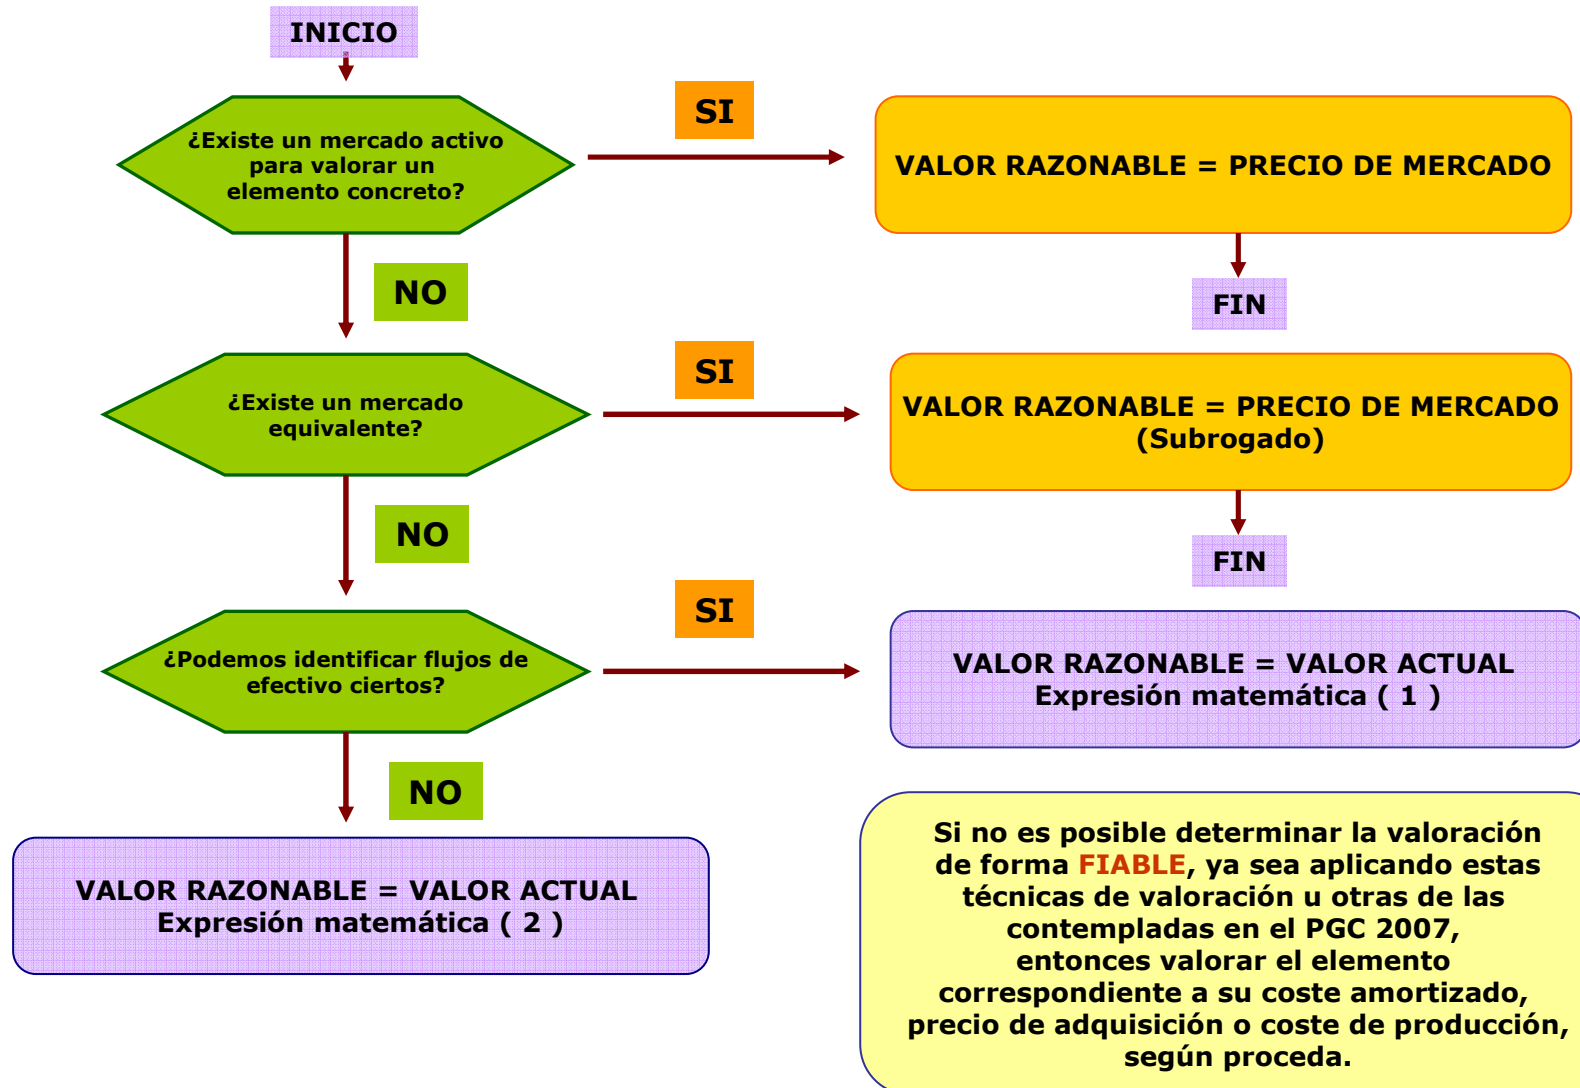 INICIO
¿Existe un mercado activo
para valorar un
elemento concreto?
SI
VALOR RAZONABLE = PRECIO DE MERCADO
NO
FIN
¿Existe un mercado
equivalente?
SI
VALOR RAZONABLE = PRECIO DE MERCADO
(Subrogado)
NO
FIN
¿Podemos identificar flujos de
efectivo ciertos?
SI
VALOR RAZONABLE = VALOR ACTUAL
Expresión matemática ( 1 )
NO
VALOR RAZONABLE = VALOR ACTUAL
Expresión matemática ( 2 )
Si no es posible determinar la valoración
de forma FIABLE, ya sea aplicando estas
técnicas de valoración u otras de las
contempladas en el PGC 2007,
entonces valorar el elemento
correspondiente a su coste amortizado,
precio de adquisición o coste de producción,
según proceda.